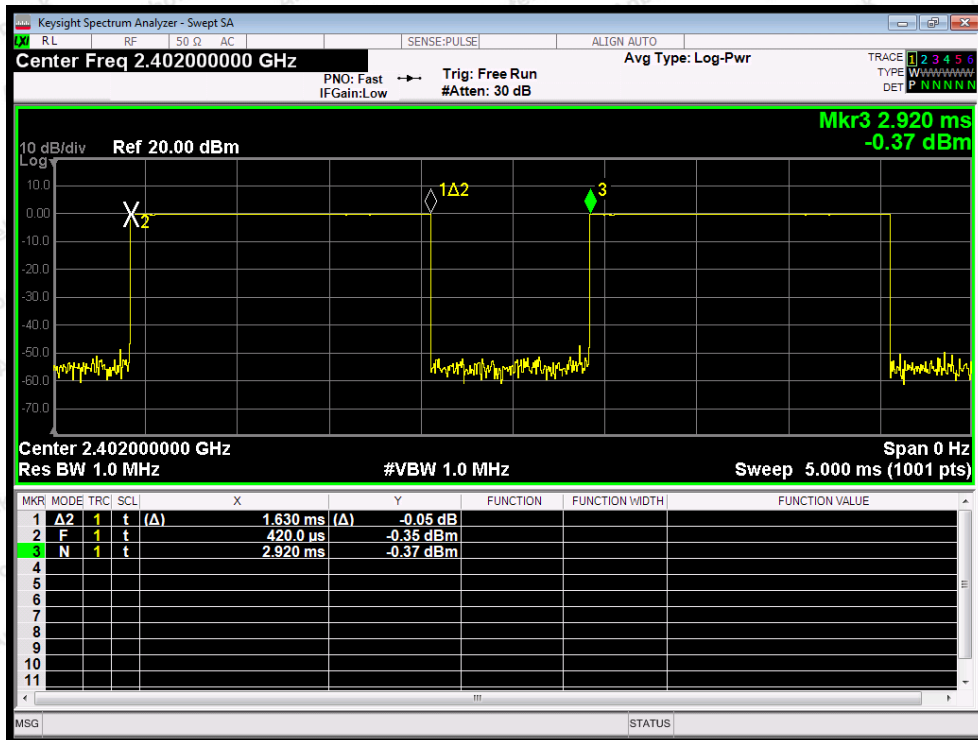 Keysight Spectrum Analyzer - Swept SA
LXI RL RF 50 Ω AC SENSE:PULSE ALIGN AUTO
Center Freq 2.402000000 GHz
PNO: Fast
IFGain:Low
Trig: Free Run
#Atten: 30 dB
Avg Type: Log-Pwr
TRACE 1 2 3 4 5 6
TYPE WWWWWW
DET P N N N N N
Mkr3 2.920 ms
-0.37 dBm
10 dB/div Ref 20.00 dBm
Log
10.0
0.00
-10.0
-20.0
-30.0
-40.0
-50.0
-60.0
-70.0
X2
1Δ2
3
Center 2.402000000 GHz Span 0 Hz
Res BW 1.0 MHz #VBW 1.0 MHz Sweep 5.000 ms (1001 pts)
MKR MODE TRC SCL X Y FUNCTION FUNCTION WIDTH FUNCTION VALUE
1 Δ2 1 t (Δ) 1.630 ms (Δ) -0.05 dB
2 F 1 t 420.0 µs -0.35 dBm
3 N 1 t 2.920 ms -0.37 dBm
4
5
6
7
8
9
10
11
MSG STATUS